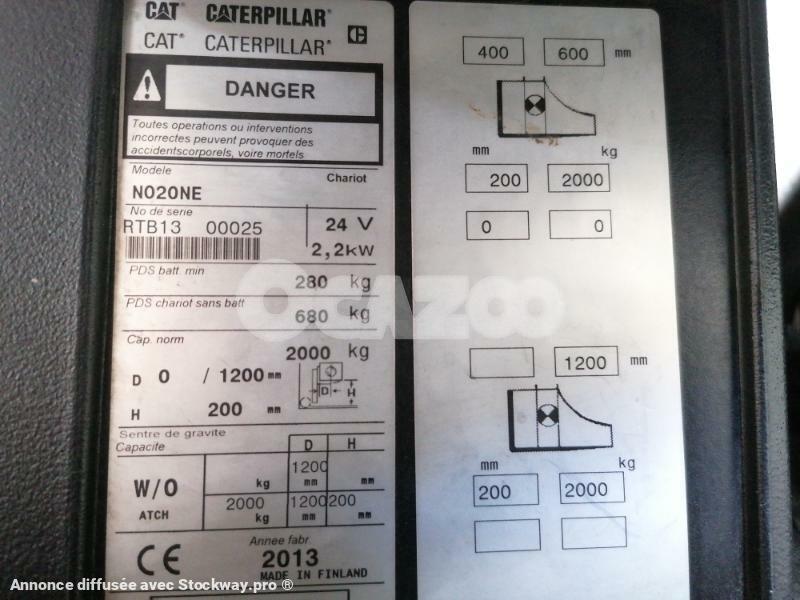 CAT CATERPILLAR®
CAT® CATERPILLAR®
DANGER
Toutes operations ou interventions
incorrectes peuvent provoquer des
accidentscorporels, voire mortels
Modele Chariot
NO20NE
No de serie
RTB13 00025 24 V
2,2kW
PDS batt. min
280 kg
PDS chariot sans batt
680 kg
Cap. norm
2000 kg
D 0 / 1200 mm
H 200 mm
D H
Sentre de gravite
Capacite D H
1200
W/O kg mm mm
ATCH 2000 1200 200
kg mm mm
CE Annee fabr.
2013
MADE IN FINLAND
400 600 mm
mm kg
200 2000
0 0
1200 mm
mm kg
200 2000
OCAZOO
Annonce diffusée avec Stockway.pro ®